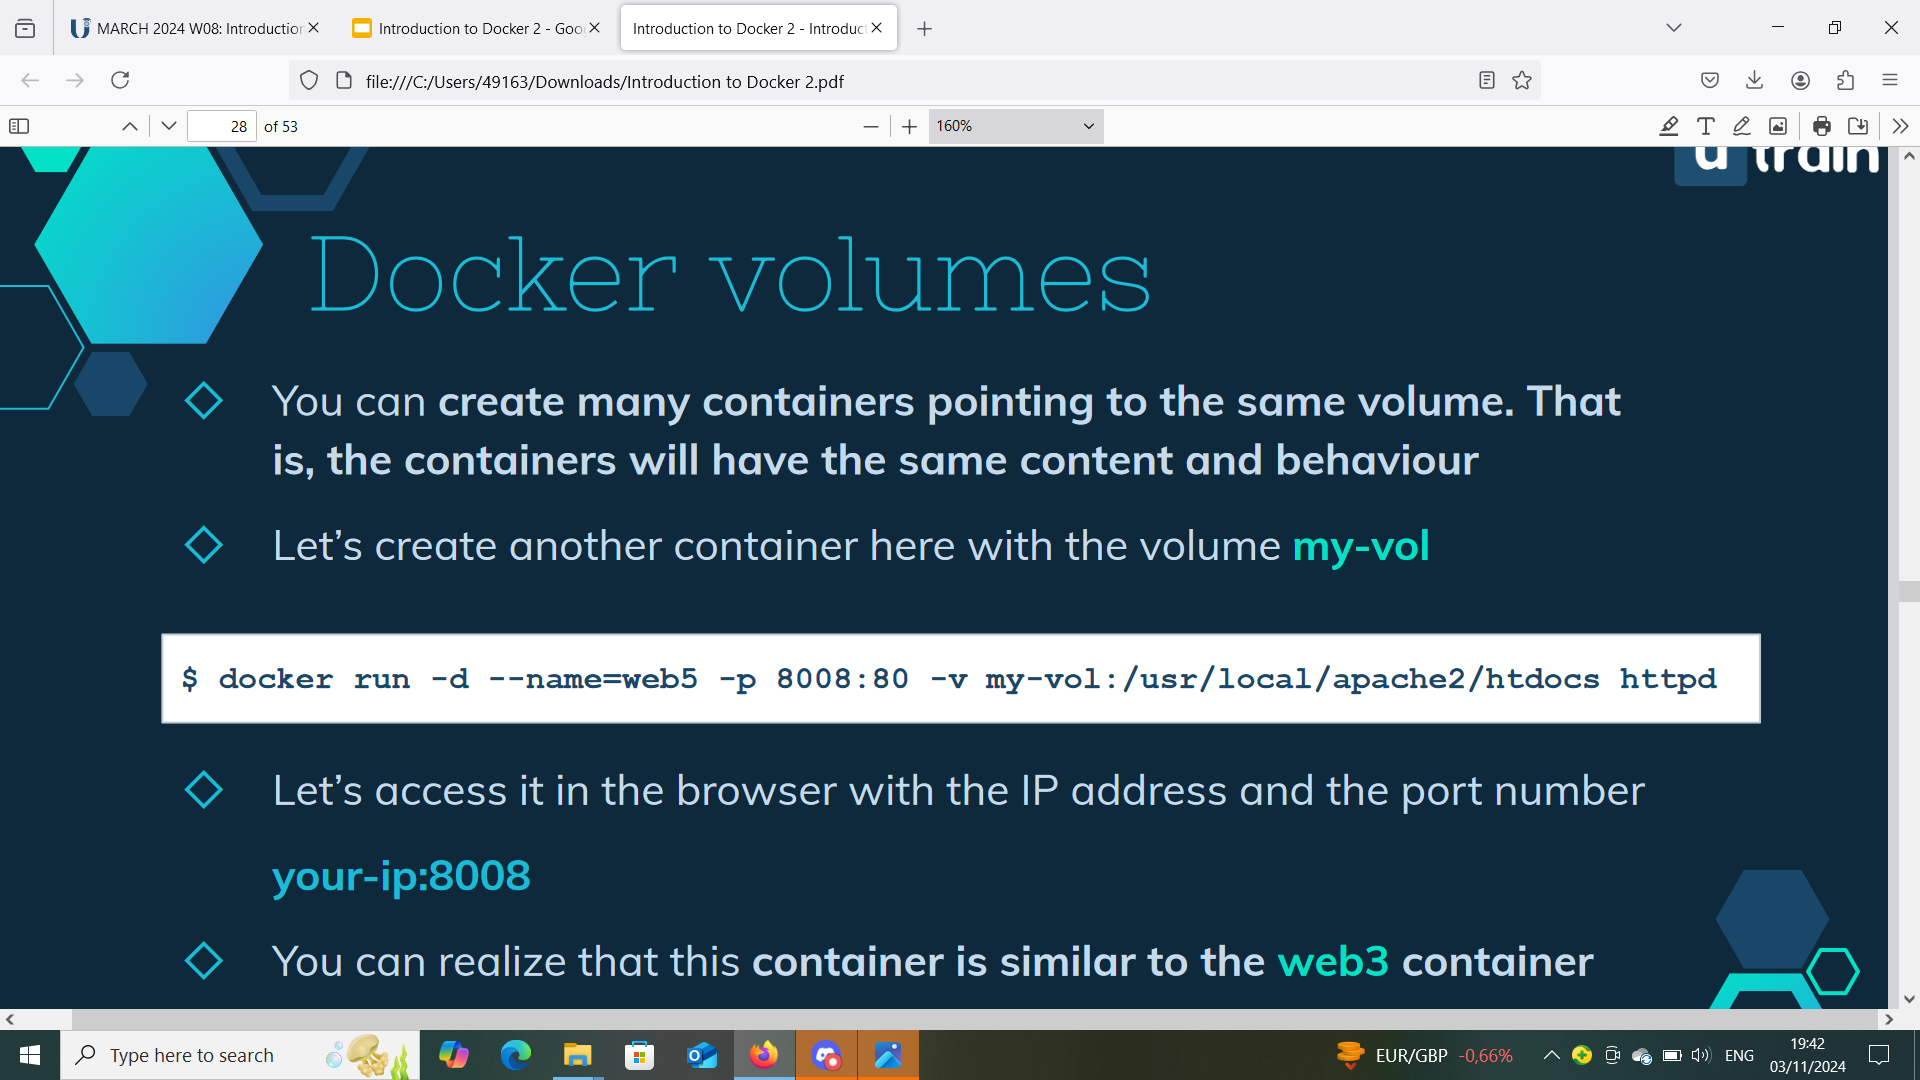 MARCH 2024 W08: Introduction
Introduction to Docker 2 - Goo
Introduction to Docker 2 - Introduct
file:///C:/Users/49163/Downloads/Introduction to Docker 2.pdf
28 of 53
160%
u train
Docker volumes
You can create many containers pointing to the same volume. That
is, the containers will have the same content and behaviour
Let's create another container here with the volume my-vol
$ docker run -d --name=web5 -p 8008:80 -v my-vol:/usr/local/apache2/htdocs httpd
Let's access it in the browser with the IP address and the port number
your-ip:8008
You can realize that this container is similar to the web3 container
Type here to search
EUR/GBP -0,66%
ENG
19:42
03/11/2024